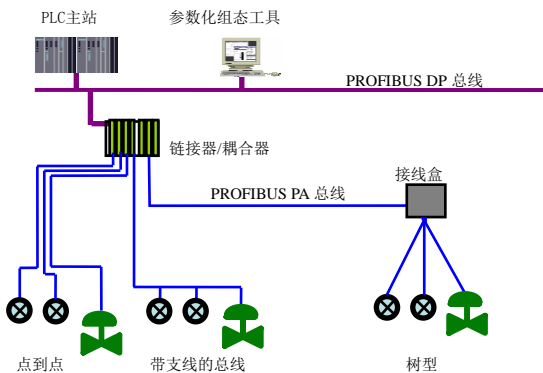 PLC主站
参数化组态工具
PROFIBUS DP 总线
链接器/耦合器
接线盒
PROFIBUS PA 总线
点到点
带支线的总线
树型